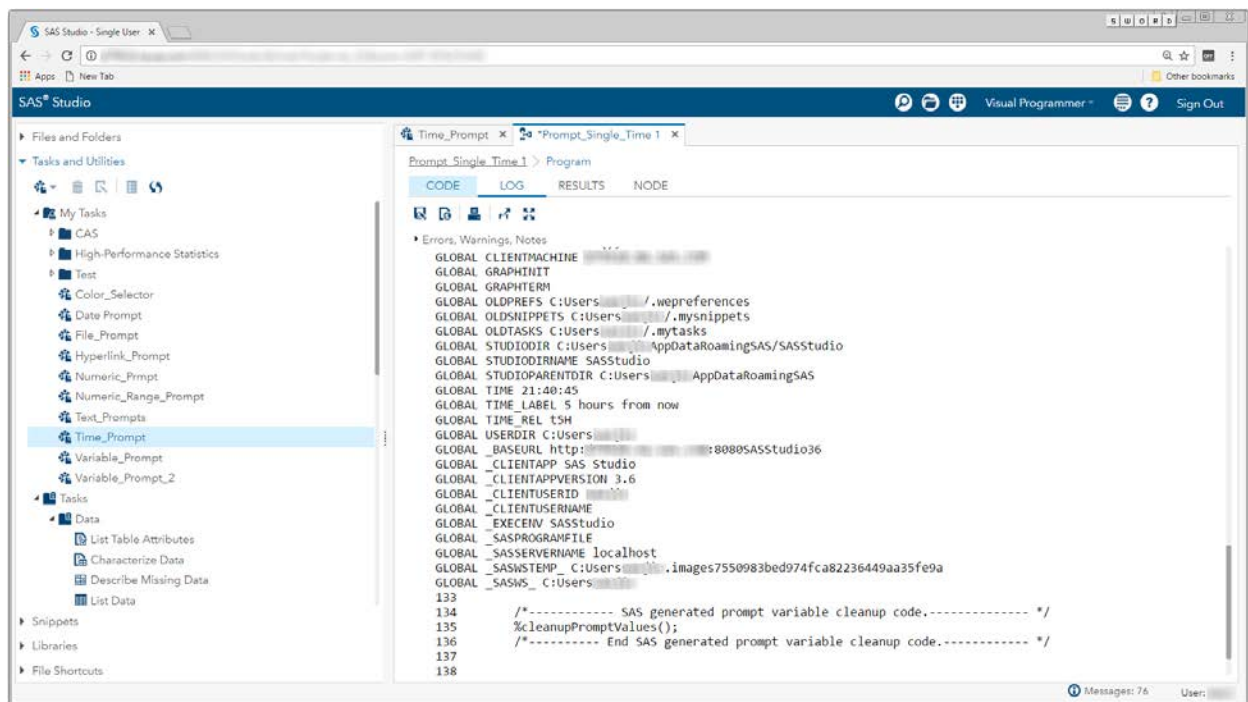 SAS Studio - Single User
S W O R D
Apps New Tab Other bookmarks
SAS® Studio Visual Programmer Sign Out
Files and Folders
Tasks and Utilities
My Tasks
CAS
High-Performance Statistics
Test
Color_Selector
Date Prompt
File_Prompt
Hyperlink_Prompt
Numeric_Prmpt
Numeric_Range_Prompt
Text_Prompts
Time_Prompt
Variable_Prompt
Variable_Prompt_2
Tasks
Data
List Table Attributes
Characterize Data
Describe Missing Data
List Data
Snippets
Libraries
File Shortcuts
Time_Prompt *Prompt_Single_Time 1
Prompt_Single_Time 1 > Program
CODE LOG RESULTS NODE
Errors, Warnings, Notes
GLOBAL CLIENTMACHINE
GLOBAL GRAPHINIT
GLOBAL GRAPHTERM
GLOBAL OLDPREFS C:Users /.wepreferences
GLOBAL OLDSNIPPETS C:Users /.mysnippets
GLOBAL OLDTASKS C:Users /.mytasks
GLOBAL STUDIODIR C:Users AppDataRoamingSAS/SASStudio
GLOBAL STUDIODIRNAME SASStudio
GLOBAL STUDIOPARENTDIR C:Users AppDataRoamingSAS
GLOBAL TIME 21:40:45
GLOBAL TIME_LABEL 5 hours from now
GLOBAL TIME_REL t5H
GLOBAL USERDIR C:Users
GLOBAL _BASEURL http: :8080SASStudio36
GLOBAL _CLIENTAPP SAS Studio
GLOBAL _CLIENTAPPVERSION 3.6
GLOBAL _CLIENTUSERID
GLOBAL _CLIENTUSERNAME
GLOBAL _EXECENV SASStudio
GLOBAL _SASPROGRAMFILE
GLOBAL _SASSERVERNAME localhost
GLOBAL _SASWSTEMP_ C:Users .images7550983bed974fca82236449aa35fe9a
GLOBAL _SASWS_ C:Users
133
134 /*----------- SAS generated prompt variable cleanup code.------------- */
135 %cleanupPromptValues();
136 /*---------- End SAS generated prompt variable cleanup code.------------ */
137
138
Messages: 76 User: